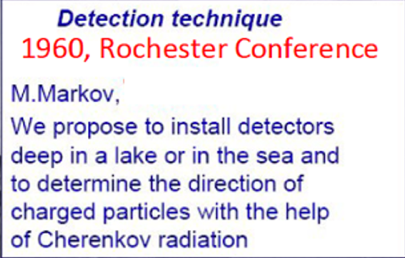 Detection technique
1960, Rochester Conference
M.Markov,
We propose to install detectors
deep in a lake or in the sea and
to determine the direction of
charged particles with the help
of Cherenkov radiation